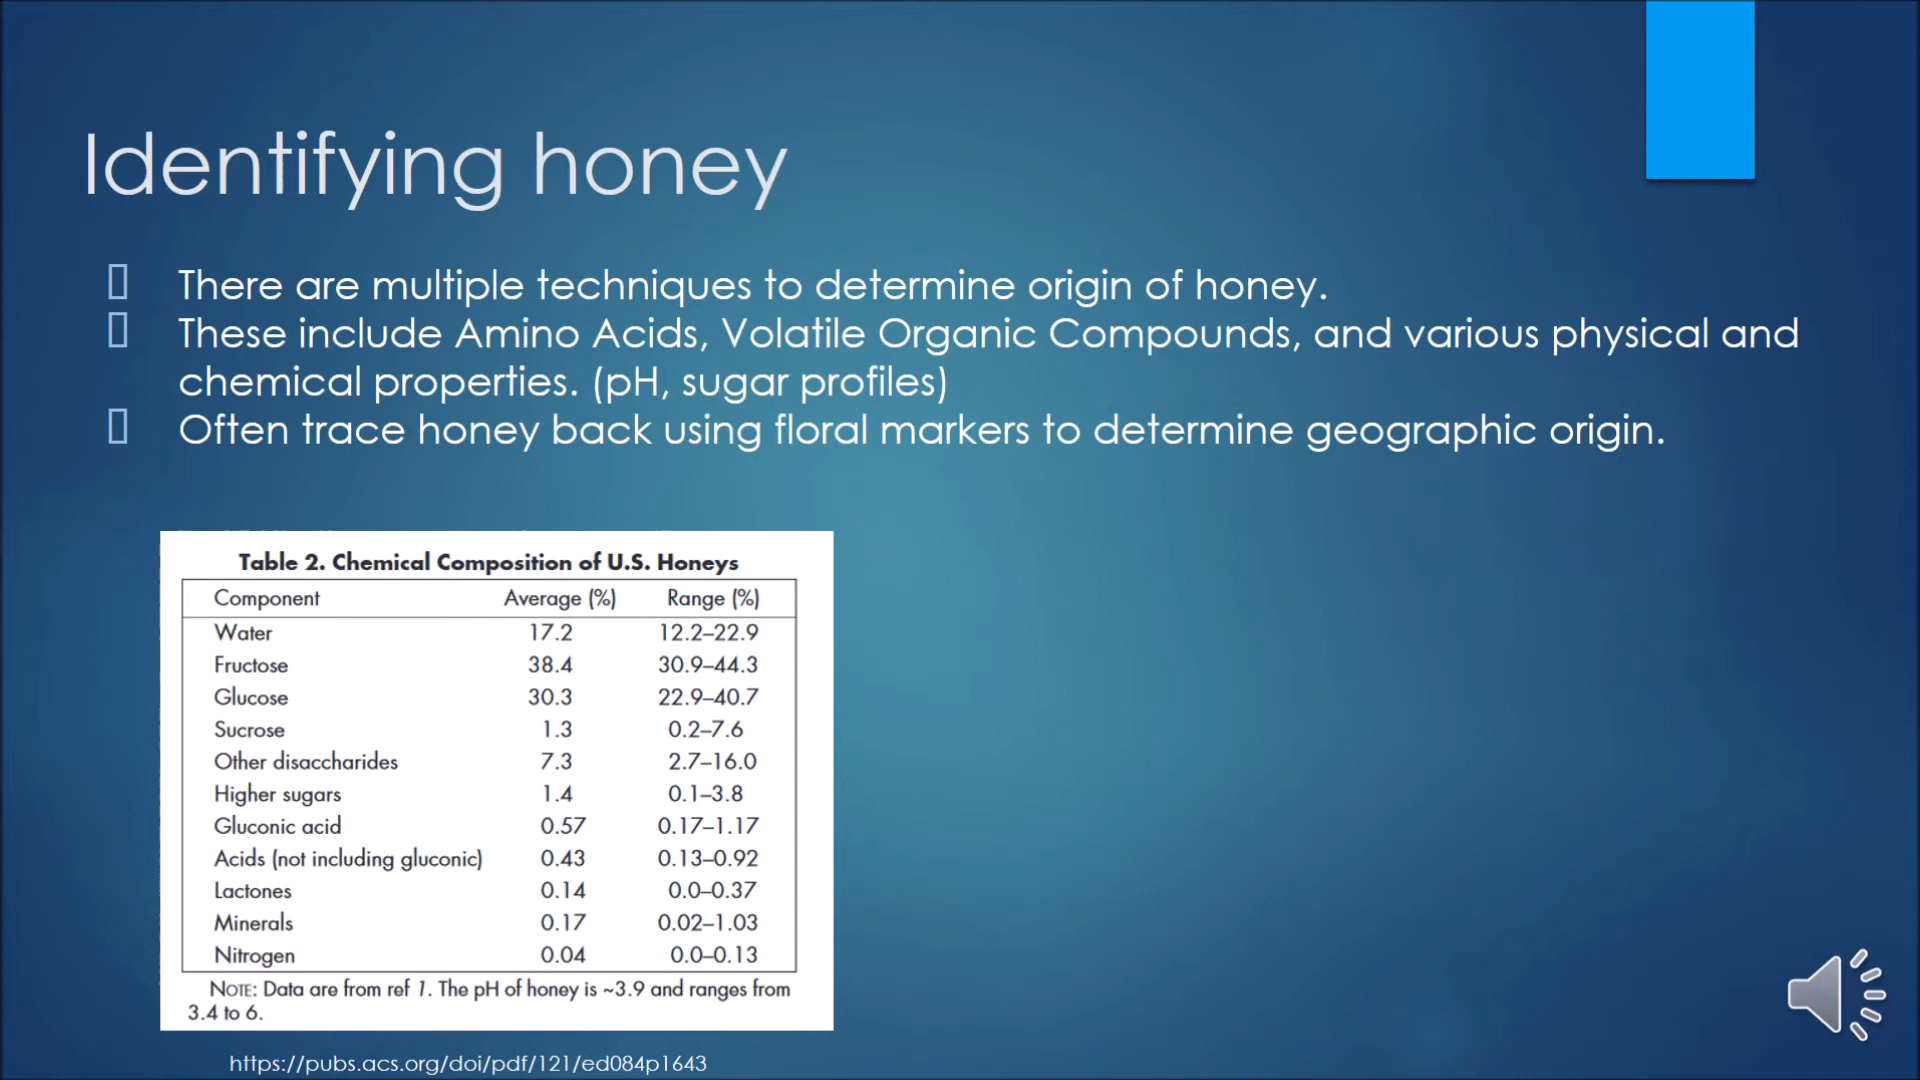 Identifying honey
There are multiple techniques to determine origin of honey.
These include Amino Acids, Volatile Organic Compounds, and various physical and
chemical properties. (pH, sugar profiles)
Often trace honey back using floral markers to determine geographic origin.
Table 2. Chemical Composition of U.S. Honeys
Component Average (%) Range (%)
Water 17.2 12.2–22.9
Fructose 38.4 30.9–44.3
Glucose 30.3 22.9–40.7
Sucrose 1.3 0.2–7.6
Other disaccharides 7.3 2.7–16.0
Higher sugars 1.4 0.1–3.8
Gluconic acid 0.57 0.17–1.17
Acids (not including gluconic) 0.43 0.13–0.92
Lactones 0.14 0.0–0.37
Minerals 0.17 0.02–1.03
Nitrogen 0.04 0.0–0.13
NOTE: Data are from ref 1. The pH of honey is ~3.9 and ranges from
3.4 to 6.
https://pubs.acs.org/doi/pdf/121/ed084p1643